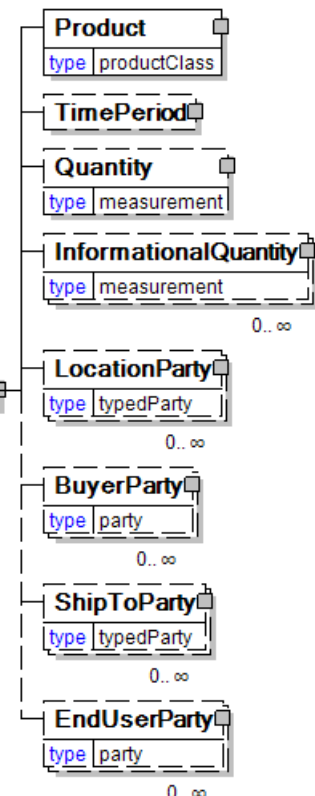 Product
type productClass
TimePeriod
Quantity
type measurement
InformationalQuantity
type measurement
0.. ∞
LocationParty
type typedParty
0.. ∞
BuyerParty
type party
0.. ∞
ShipToParty
type typedParty
0.. ∞
EndUserParty
type party
0.. ∞